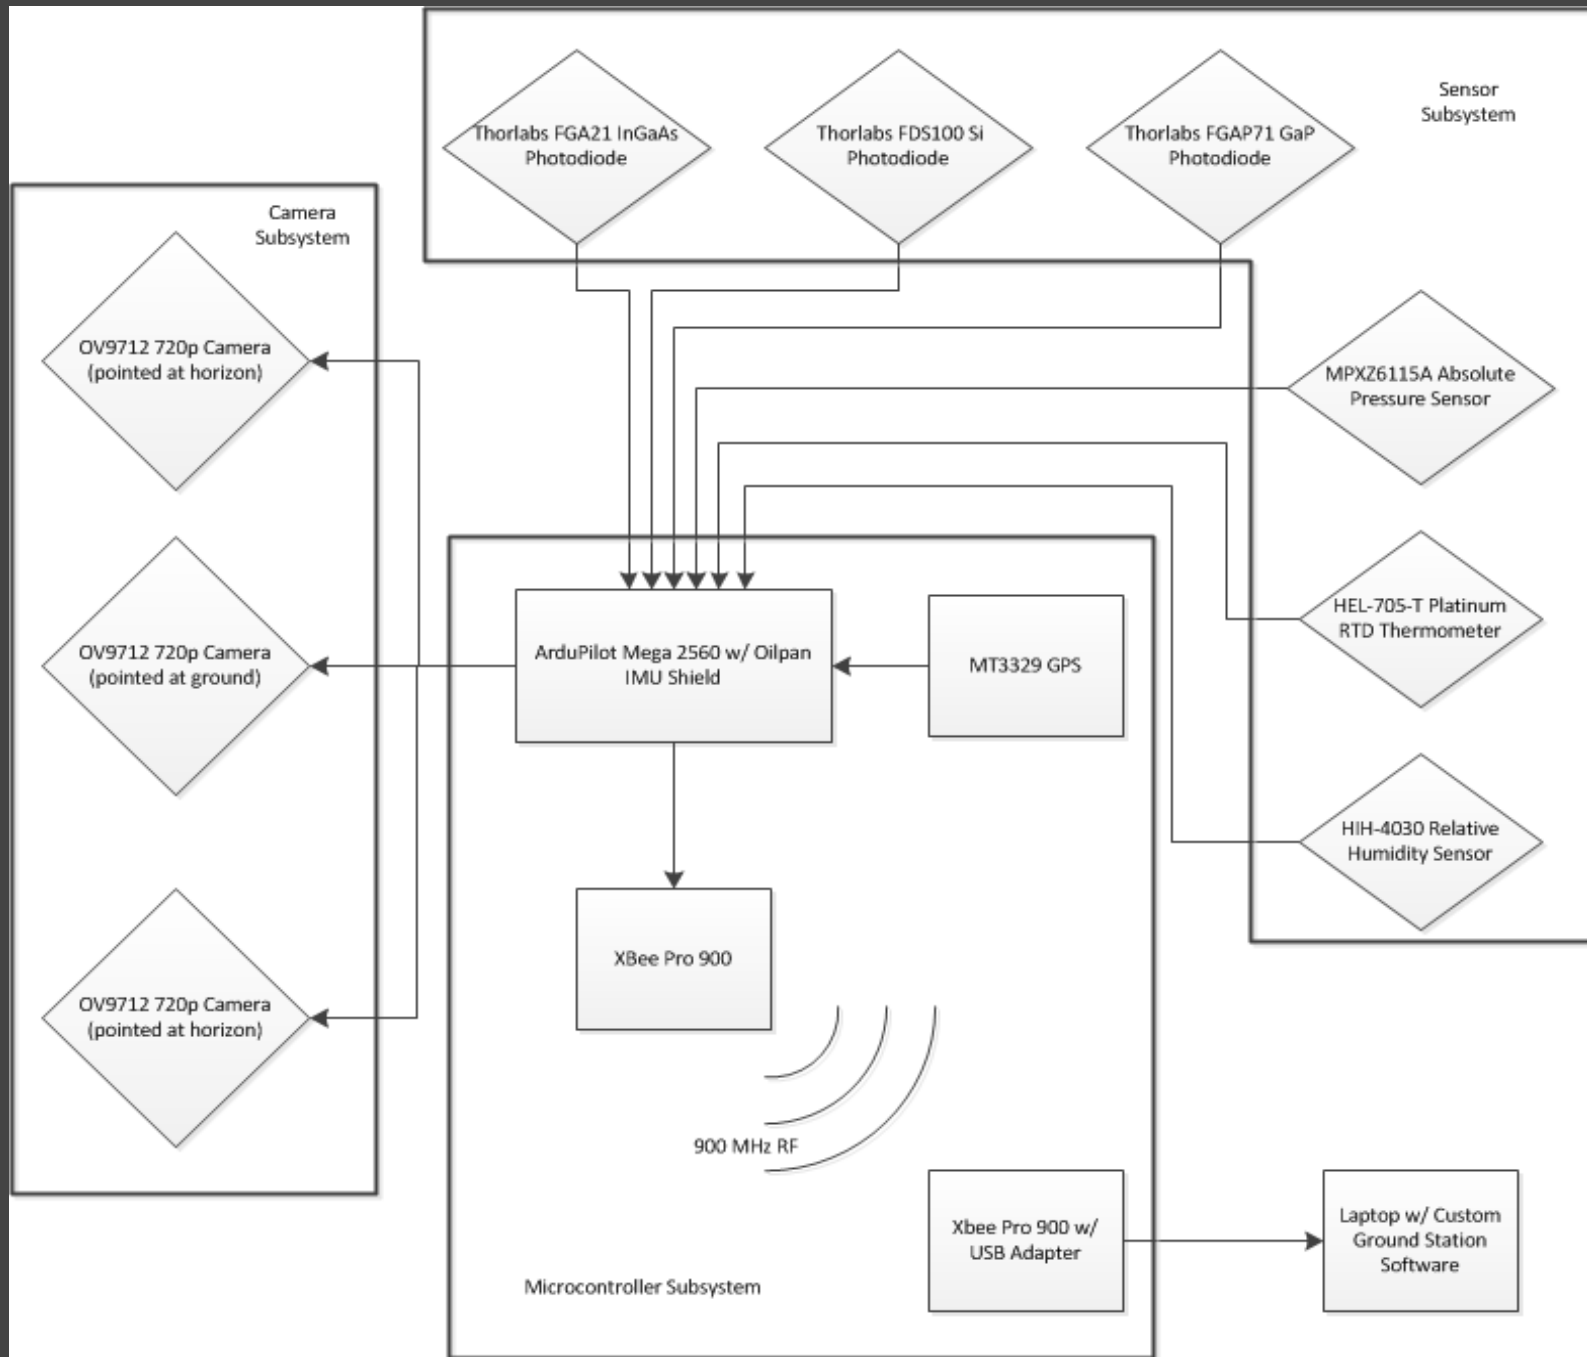 Sensor
Subsystem
Thorlabs FGA21 InGaAs
Photodiode
Thorlabs FDS100 Si
Photodiode
Thorlabs FGAP71 GaP
Photodiode
Camera
Subsystem
OV9712 720p Camera
(pointed at horizon)
MPXZ6115A Absolute
Pressure Sensor
OV9712 720p Camera
(pointed at ground)
ArduPilot Mega 2560 w/ Oilpan
IMU Shield
MT3329 GPS
HEL-705-T Platinum
RTD Thermometer
HIH-4030 Relative
Humidity Sensor
XBee Pro 900
OV9712 720p Camera
(pointed at horizon)
900 MHz RF
Xbee Pro 900 w/
USB Adapter
Laptop w/ Custom
Ground Station
Software
Microcontroller Subsystem